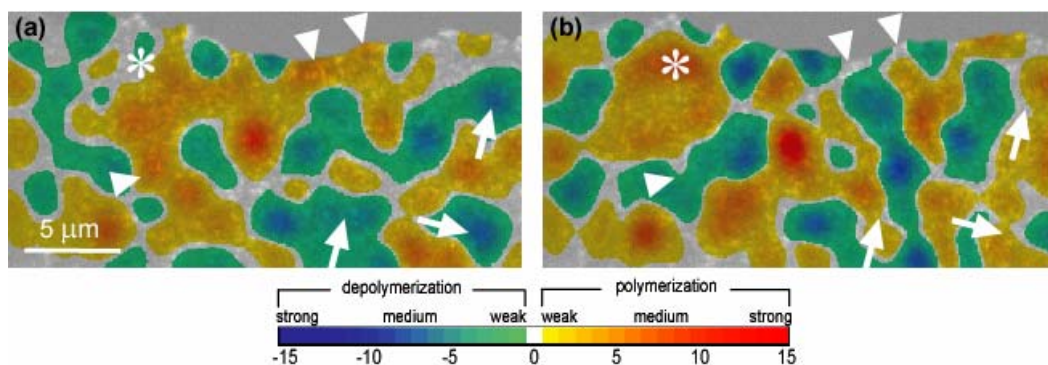 (a)
(b)
*
*
5 μm
depolymerization polymerization
strong medium weak weak medium strong
-15 -10 -5 0 5 10 15